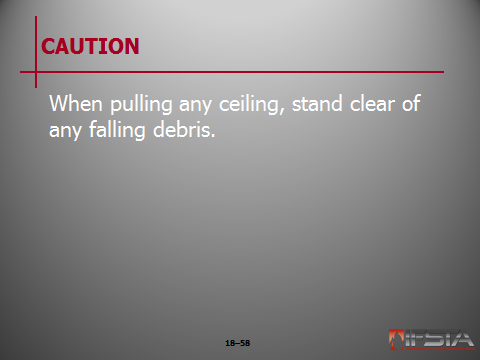 CAUTION
When pulling any ceiling, stand clear of
any falling debris.
18–58
IFSTA